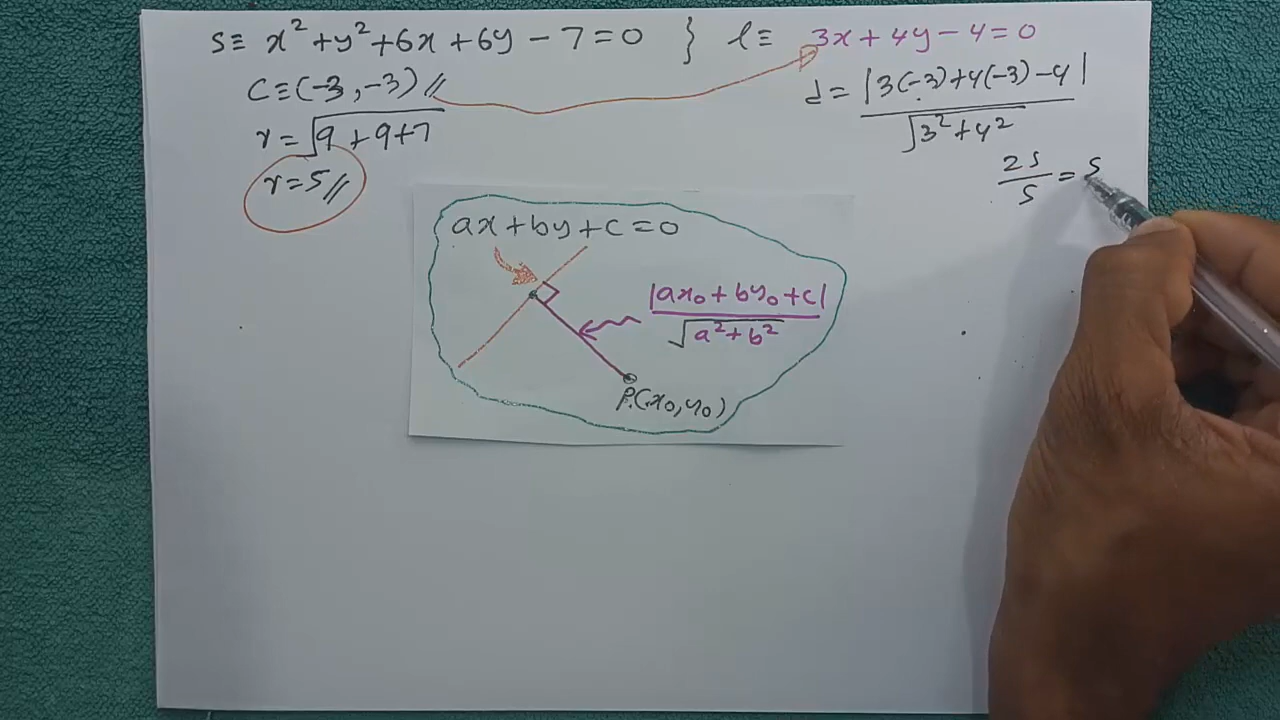 S ≡ x² + y² + 6x + 6y − 7 = 0 } l ≡ 3x + 4y − 4 = 0
C ≡ (−3, −3) //
r = √(9 + 9 + 7)
r = 5 //
d = |3(−3) + 4(−3) − 4| / √(3² + 4²)
25/5 = 5
ax + by + c = 0
|ax₀ + by₀ + c| / √(a² + b²)
P(x₀, y₀)